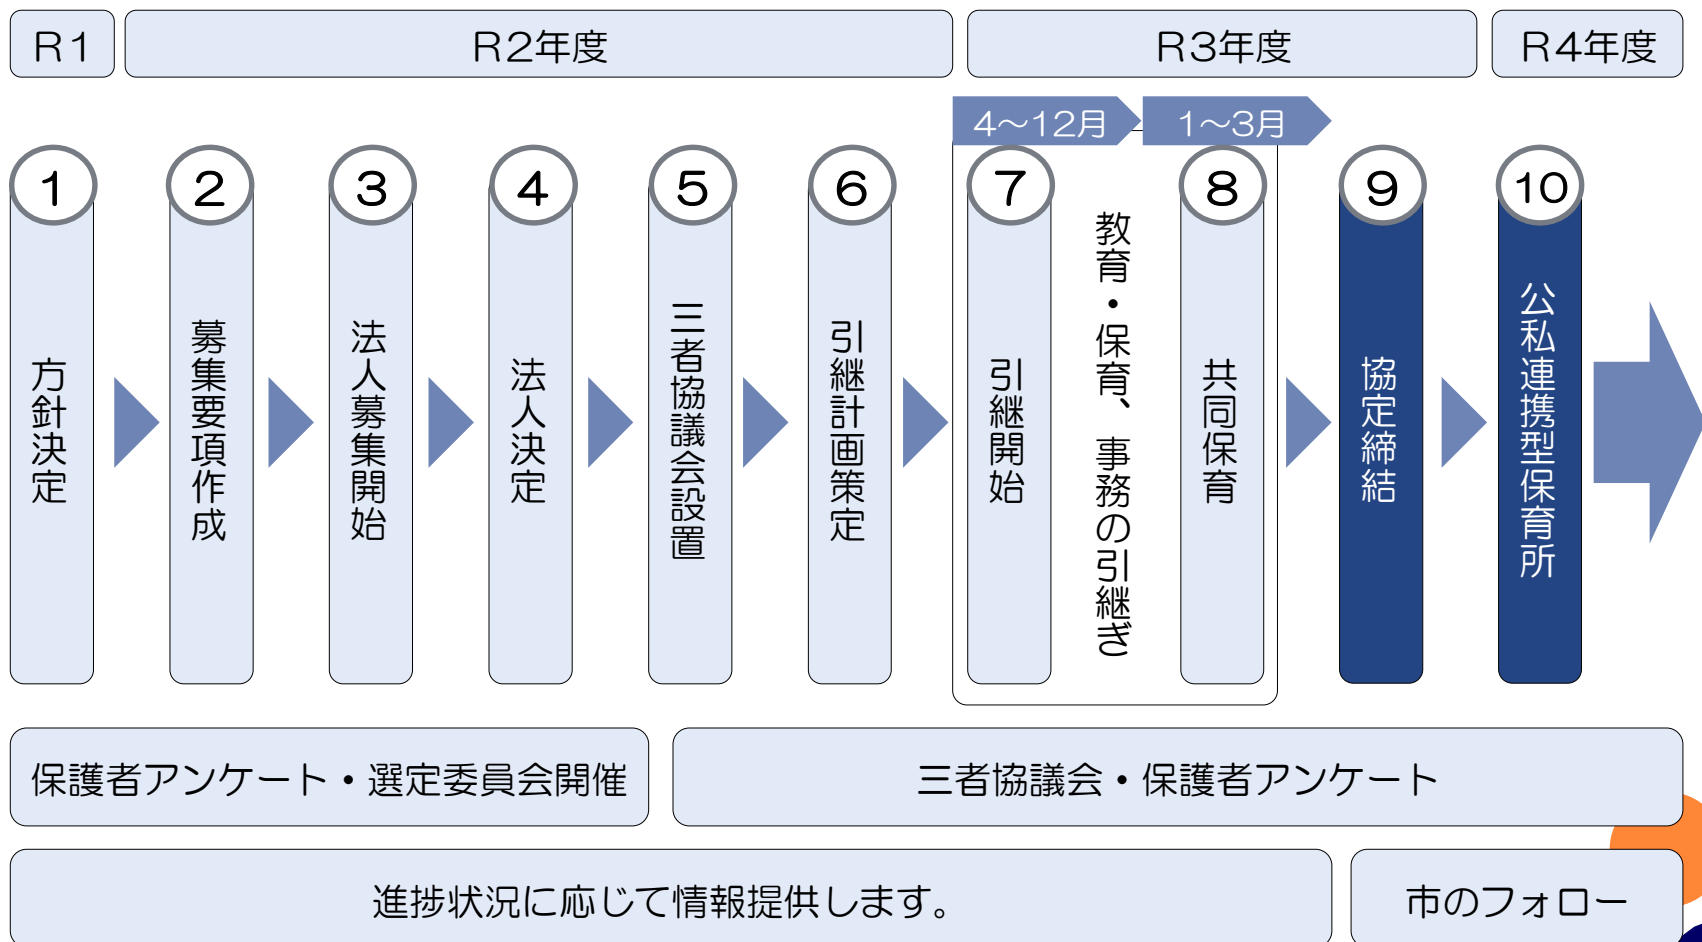 R1
R2年度
R3年度
R4年度
4～12月
1～3月
1
方針決定
2
募集要項作成
3
法人募集開始
4
法人決定
5
三者協議会設置
6
引継計画策定
7
引継開始
教育・保育、事務の引継ぎ
8
共同保育
9
協定締結
10
公私連携型保育所
保護者アンケート・選定委員会開催
三者協議会・保護者アンケート
進捗状況に応じて情報提供します。
市のフォロー